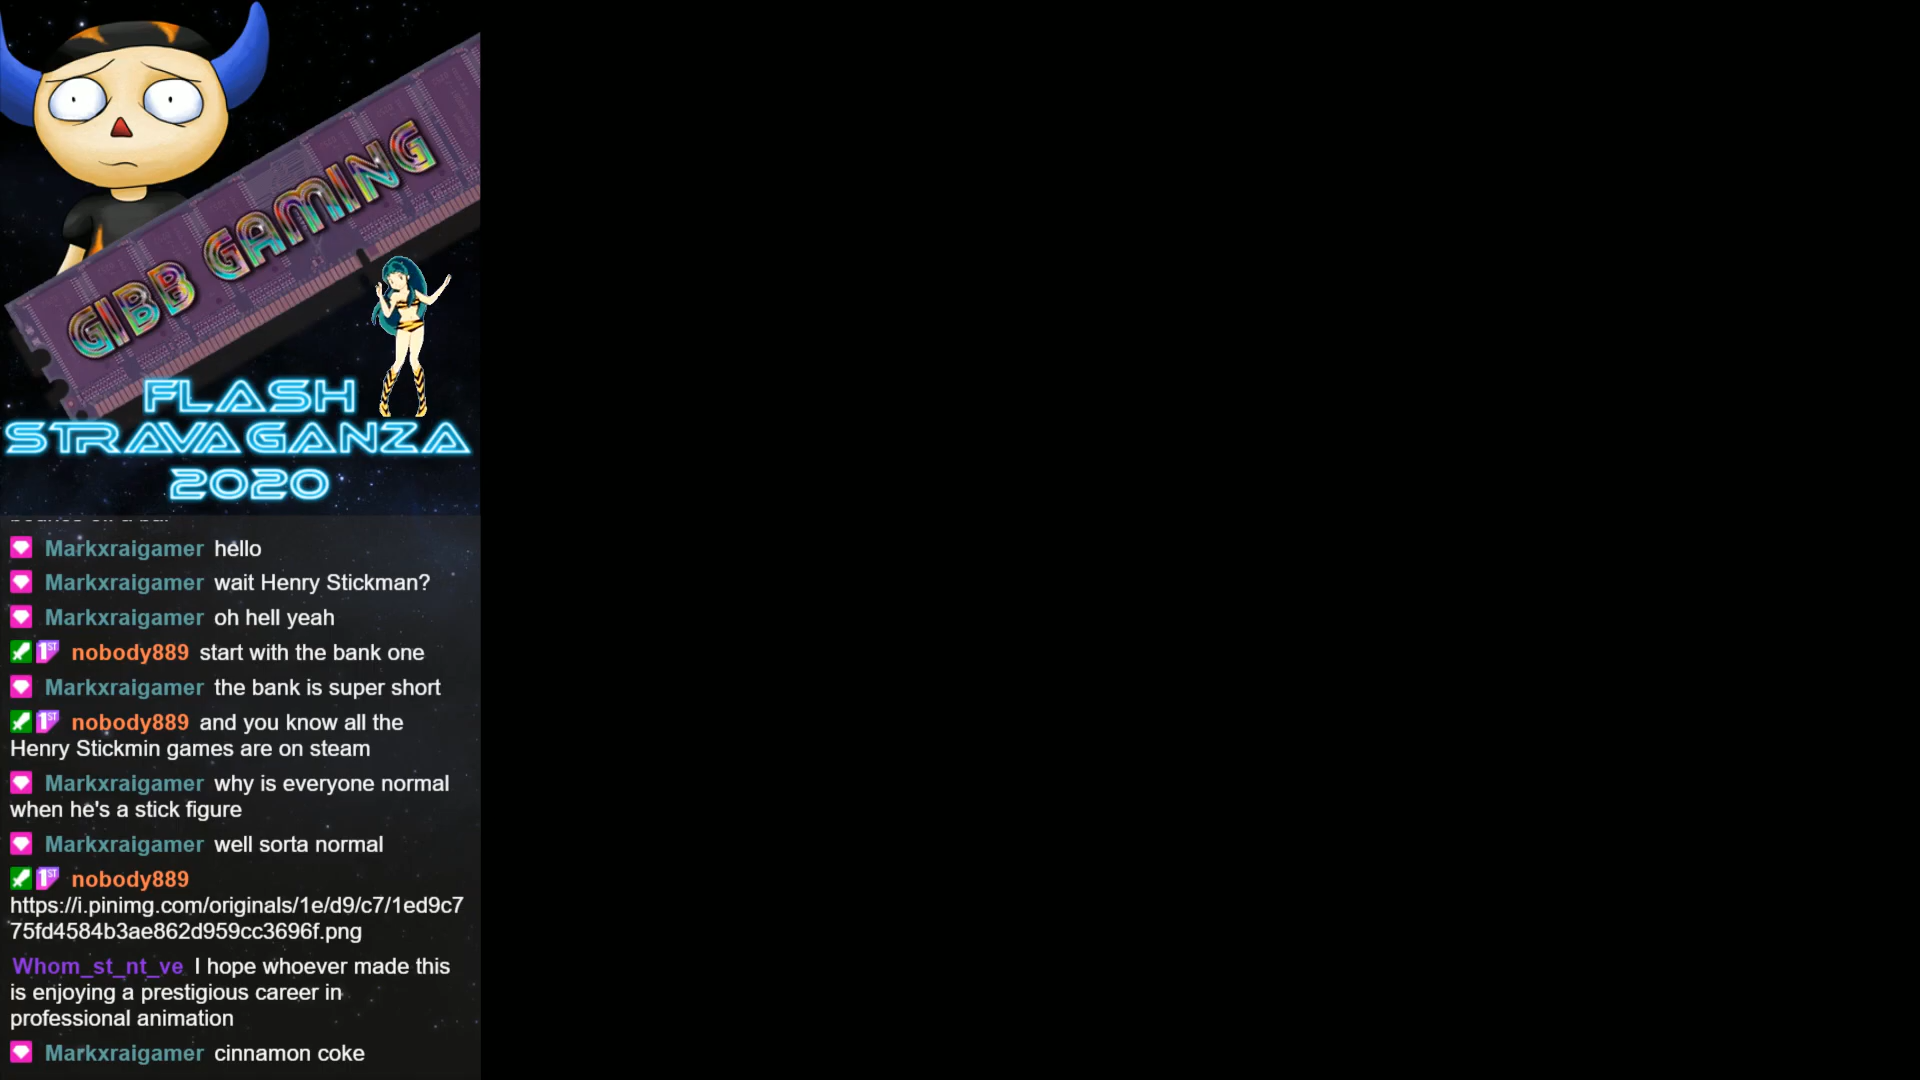 GIBB GAMING
FLASH
STRAVAGANZA
2020
Markxraigamer hello
Markxraigamer wait Henry Stickman?
Markxraigamer oh hell yeah
1ST nobody889 start with the bank one
Markxraigamer the bank is super short
1ST nobody889 and you know all the
Henry Stickmin games are on steam
Markxraigamer why is everyone normal
when he's a stick figure
Markxraigamer well sorta normal
1ST nobody889
https://i.pinimg.com/originals/1e/d9/c7/1ed9c7
75fd4584b3ae862d959cc3696f.png
Whom_st_nt_ve I hope whoever made this
is enjoying a prestigious career in
professional animation
Markxraigamer cinnamon coke